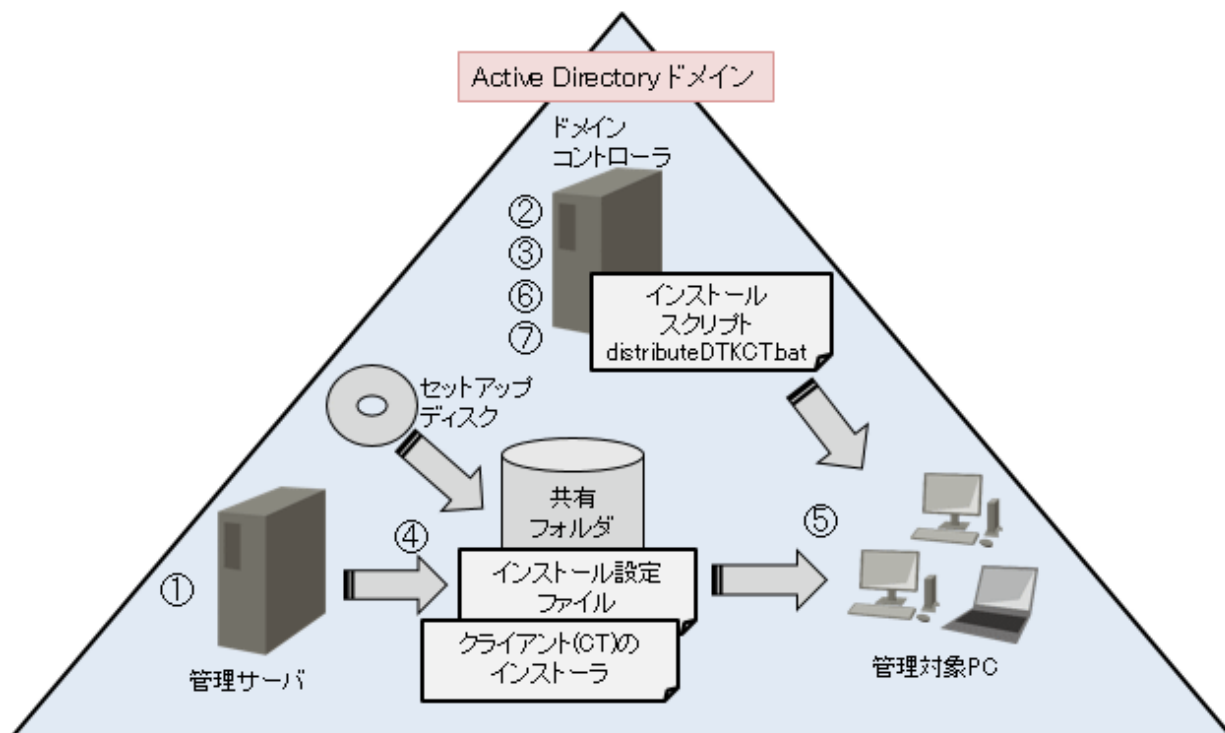 Active Directoryドメイン
ドメイン
コントローラ
②
③
⑥
⑦
インストール
スクリプト
distributeDTKCT.bat
セットアップ
ディスク
共有
フォルダ
④
⑤
①
インストール設定
ファイル
クライアント(CT)の
インストーラ
管理サーバ
管理対象PC